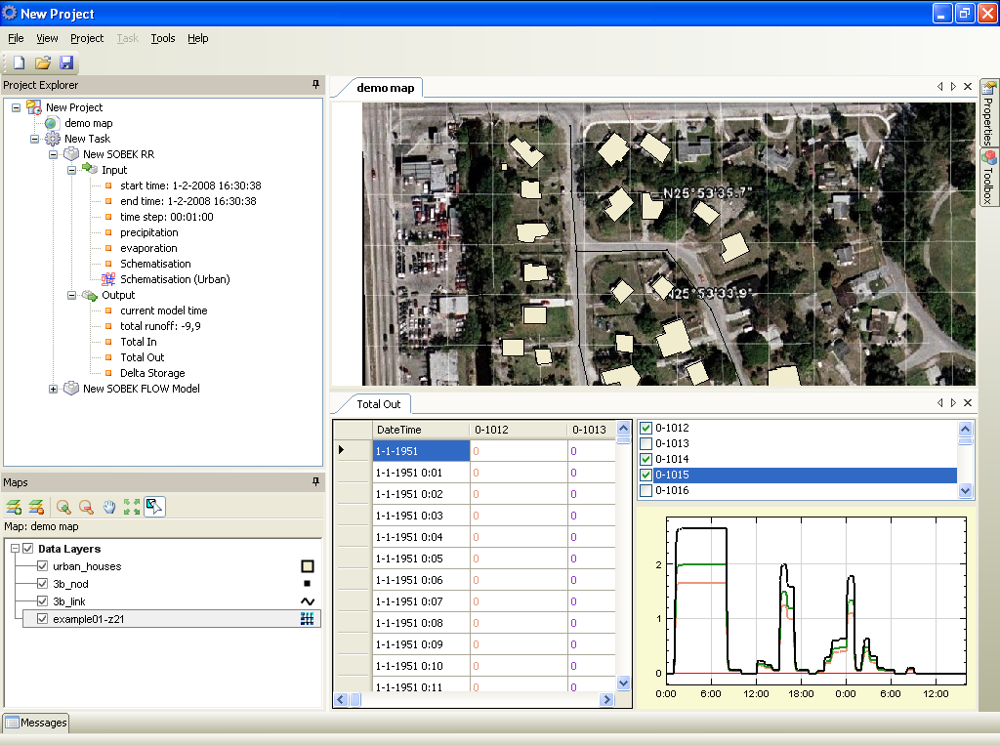 New Project
File View Project Task Tools Help
Project Explorer
New Project
demo map
New Task
New SOBEK RR
Input
start time: 1-2-2008 16:30:38
end time: 1-2-2008 16:30:38
time step: 00:01:00
precipitation
evaporation
Schematisation
Schematisation (Urban)
Output
current model time
total runoff: -9,9
Total In
Total Out
Delta Storage
New SOBEK FLOW Model
Maps
Map: demo map
Data Layers
urban_houses
3b_nod
3b_link
example01-z21
Messages
demo map
N25°53'35.7"
N25°53'33.9"
Properties
Toolbox
Total Out
DateTime 0-1012 0-1013
1-1-1951 0 0
1-1-1951 0:01 0 0
1-1-1951 0:02 0 0
1-1-1951 0:03 0 0
1-1-1951 0:04 0 0
1-1-1951 0:05 0 0
1-1-1951 0:06 0 0
1-1-1951 0:07 0 0
1-1-1951 0:08 0 0
1-1-1951 0:09 0 0
1-1-1951 0:10 0 0
1-1-1951 0:11 0 0
0-1012
0-1013
0-1014
0-1015
0-1016
2
1
0
0:00 6:00 12:00 18:00 0:00 6:00 12:00